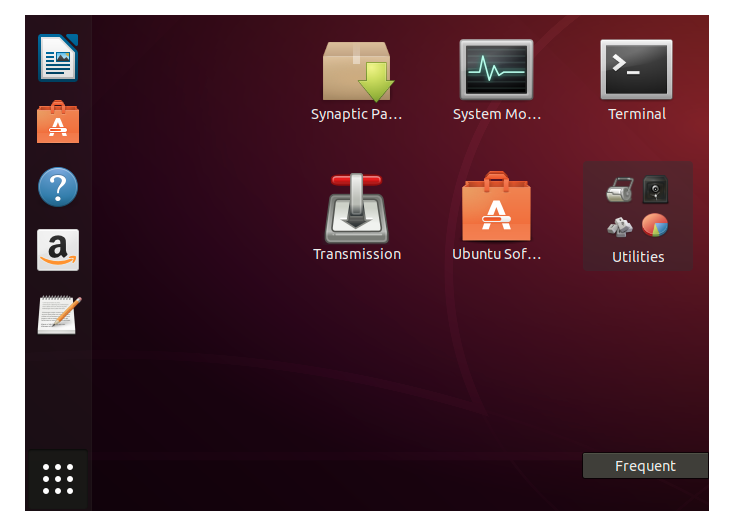 Synaptic Pa...
System Mo...
>_
Terminal
?
A
a
Transmission
A
Ubuntu Sof...
Utilities
Frequent